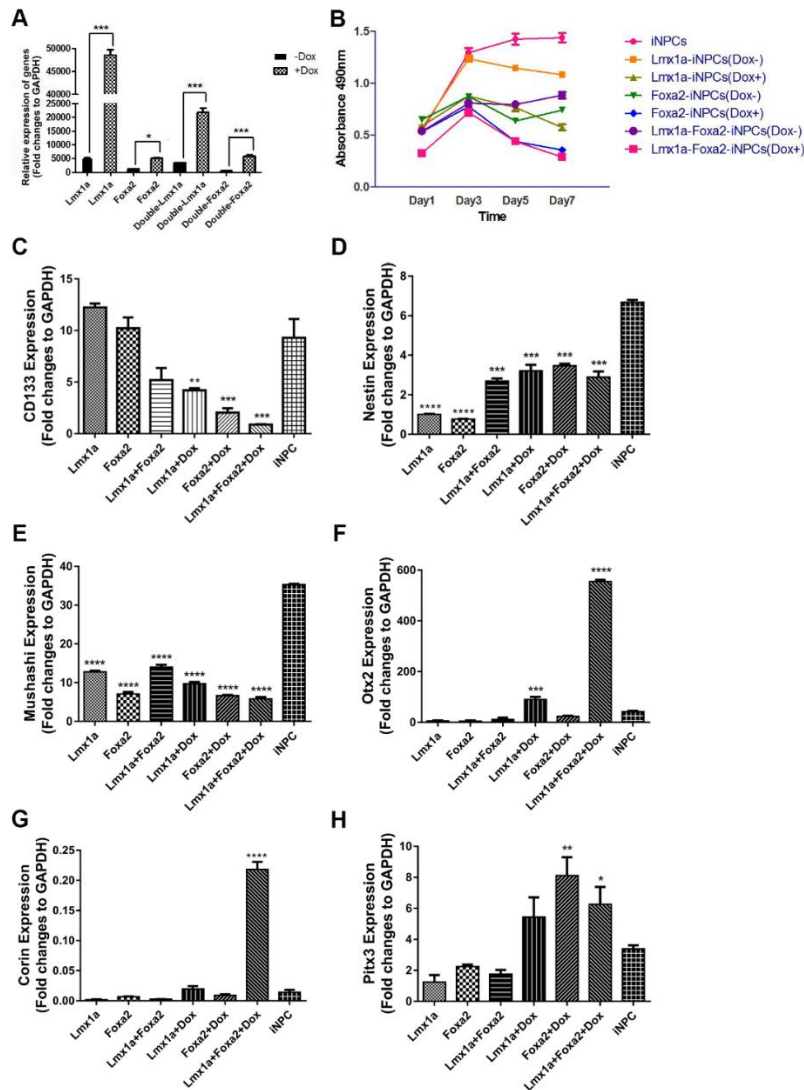 A
Relative expression of genes
(Fold changes to GAPDH)
50000
40000
30000
25000
20000
15000
10000
5000
0
***
*
***
***
-Dox
+Dox
Lmx1a
Lmx1a
Foxa2
Foxa2
Double-Lmx1a
Double-Lmx1a
Double-Foxa2
Double-Foxa2
B
Absorbance 490nm
1.5
1.0
0.5
0.0
Day1 Day3 Day5 Day7
Time
iNPCs
Lmx1a-iNPCs(Dox-)
Lmx1a-iNPCs(Dox+)
Foxa2-iNPCs(Dox-)
Foxa2-iNPCs(Dox+)
Lmx1a-Foxa2-iNPCs(Dox-)
Lmx1a-Foxa2-iNPCs(Dox+)
C
CD133 Expression
(Fold changes to GAPDH)
15
10
5
0
** *** ***
Lmx1a
Foxa2
Lmx1a+Foxa2
Lmx1a+Dox
Foxa2+Dox
Lmx1a+Foxa2+Dox
iNPC
D
Nestin Expression
(Fold changes to GAPDH)
8
6
4
2
0
**** **** *** *** *** ***
Lmx1a
Foxa2
Lmx1a+Foxa2
Lmx1a+Dox
Foxa2+Dox
Lmx1a+Foxa2+Dox
iNPC
E
Mushashi Expression
(Fold changes to GAPDH)
40
30
20
10
0
**** **** **** **** **** ****
Lmx1a
Foxa2
Lmx1a+Foxa2
Lmx1a+Dox
Foxa2+Dox
Lmx1a+Foxa2+Dox
iNPC
F
Otx2 Expression
(Fold changes to GAPDH)
600
400
200
0
*** ****
Lmx1a
Foxa2
Lmx1a+Foxa2
Lmx1a+Dox
Foxa2+Dox
Lmx1a+Foxa2+Dox
iNPC
G
Corin Expression
(Fold changes to GAPDH)
0.25
0.20
0.15
0.10
0.05
0.00
****
Lmx1a
Foxa2
Lmx1a+Foxa2
Lmx1a+Dox
Foxa2+Dox
Lmx1a+Foxa2+Dox
iNPC
H
Pitx3 Expression
(Fold changes to GAPDH)
10
8
6
4
2
0
** *
Lmx1a
Foxa2
Lmx1a+Foxa2
Lmx1a+Dox
Foxa2+Dox
Lmx1a+Foxa2+Dox
iNPC